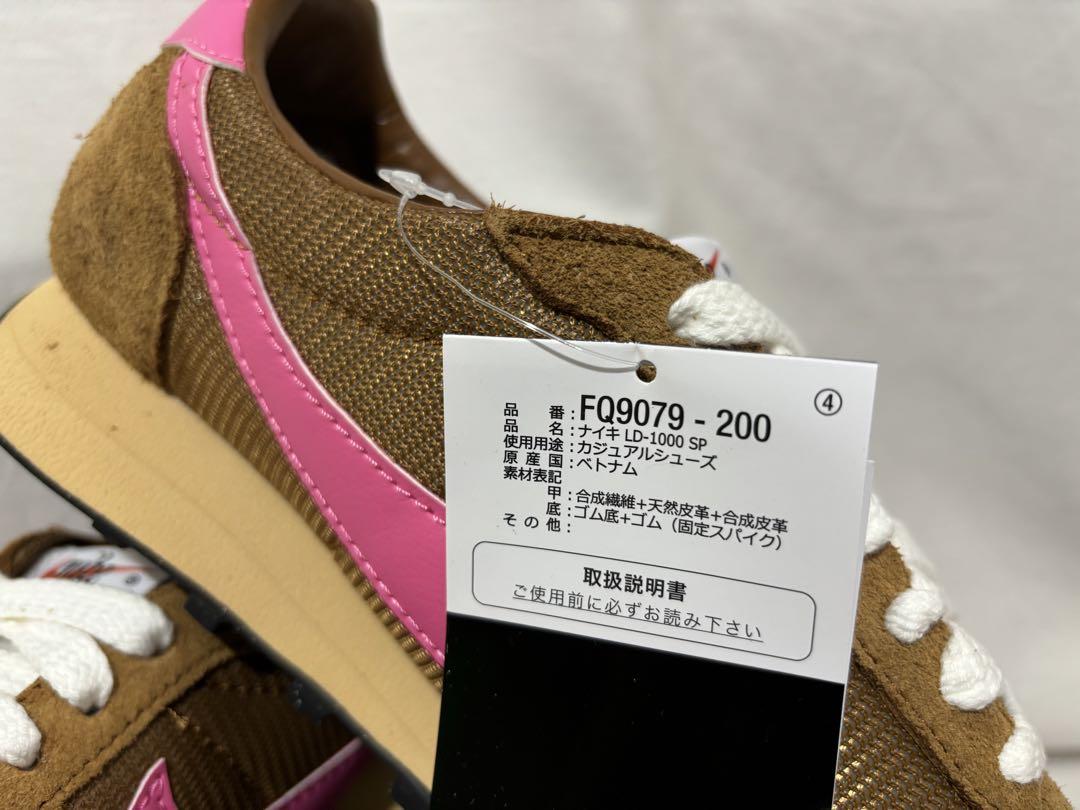 ④
品番：FQ9079 - 200
品名：ナイキ LD-1000 SP
使用用途：カジュアルシューズ
原産国：ベトナム
素材表記
甲：合成繊維+天然皮革+合成皮革
底：ゴム底+ゴム（固定スパイク）
その他：
取扱説明書
ご使用前に必ずお読み下さい